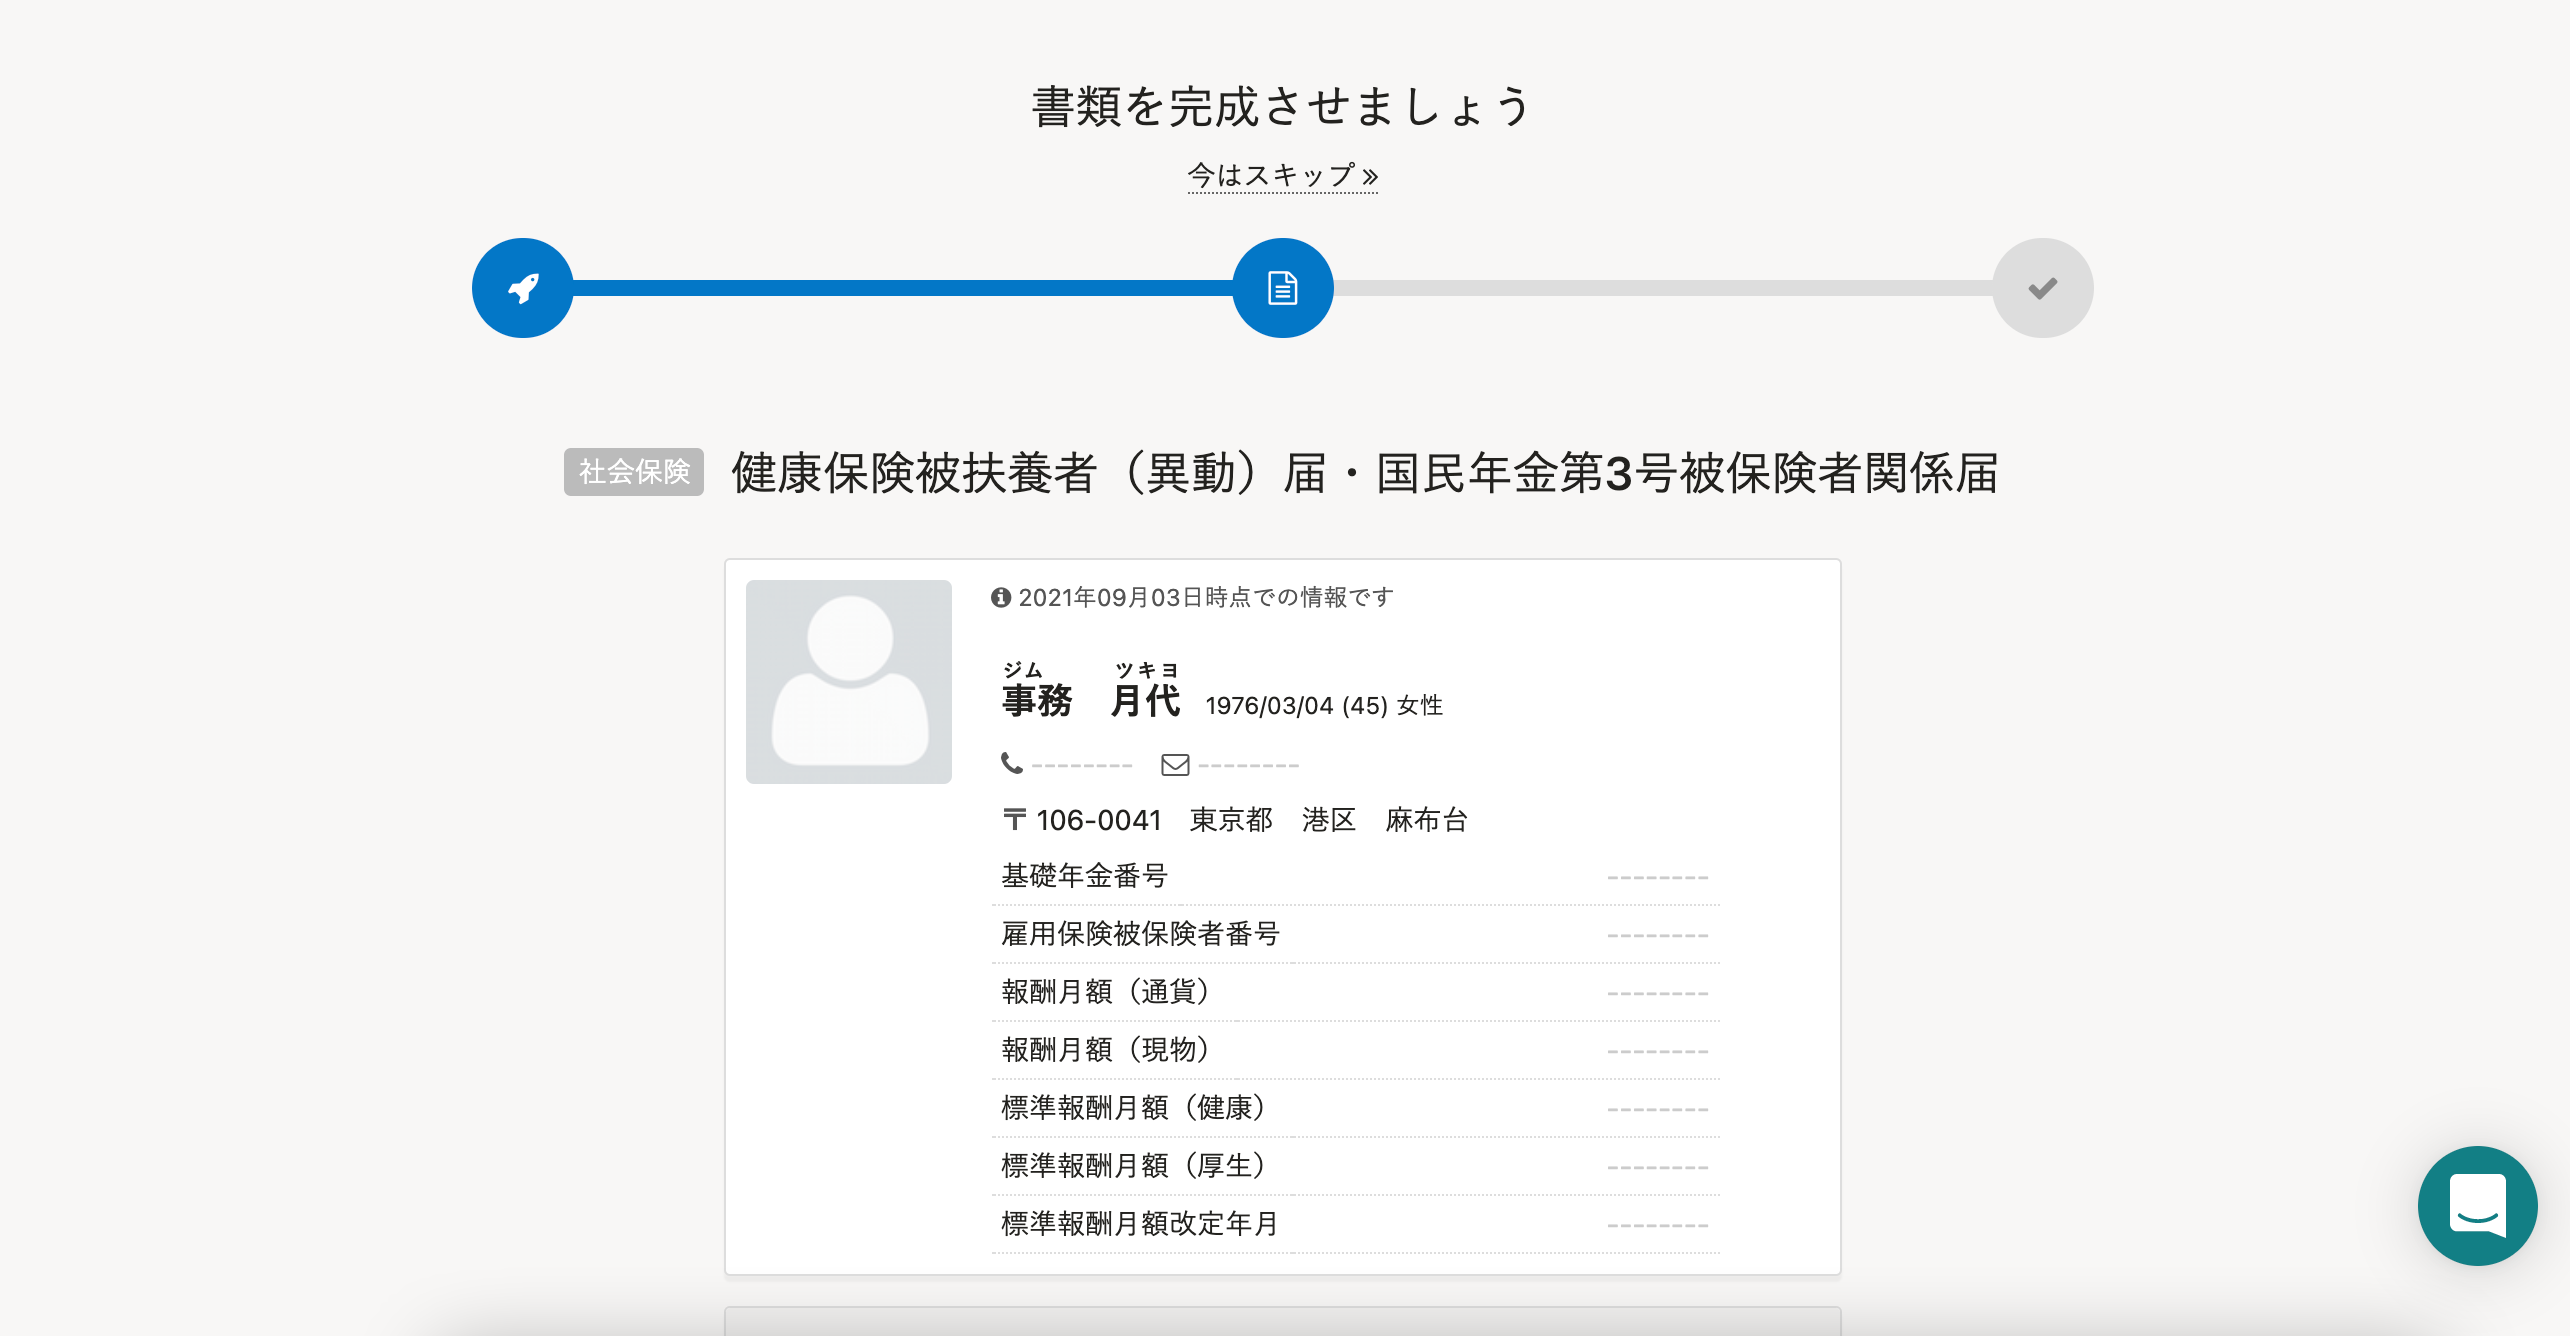 書類を完成させましょう
今はスキップ »
社会保険 健康保険被扶養者（異動）届・国民年金第3号被保険者関係届
2021年09月03日時点での情報です
ジム ツキヨ
事務 月代 1976/03/04 (45) 女性
-------- --------
〒 106-0041 東京都 港区 麻布台
基礎年金番号 --------
雇用保険被保険者番号 --------
報酬月額（通貨） --------
報酬月額（現物） --------
標準報酬月額（健康） --------
標準報酬月額（厚生） --------
標準報酬月額改定年月 --------